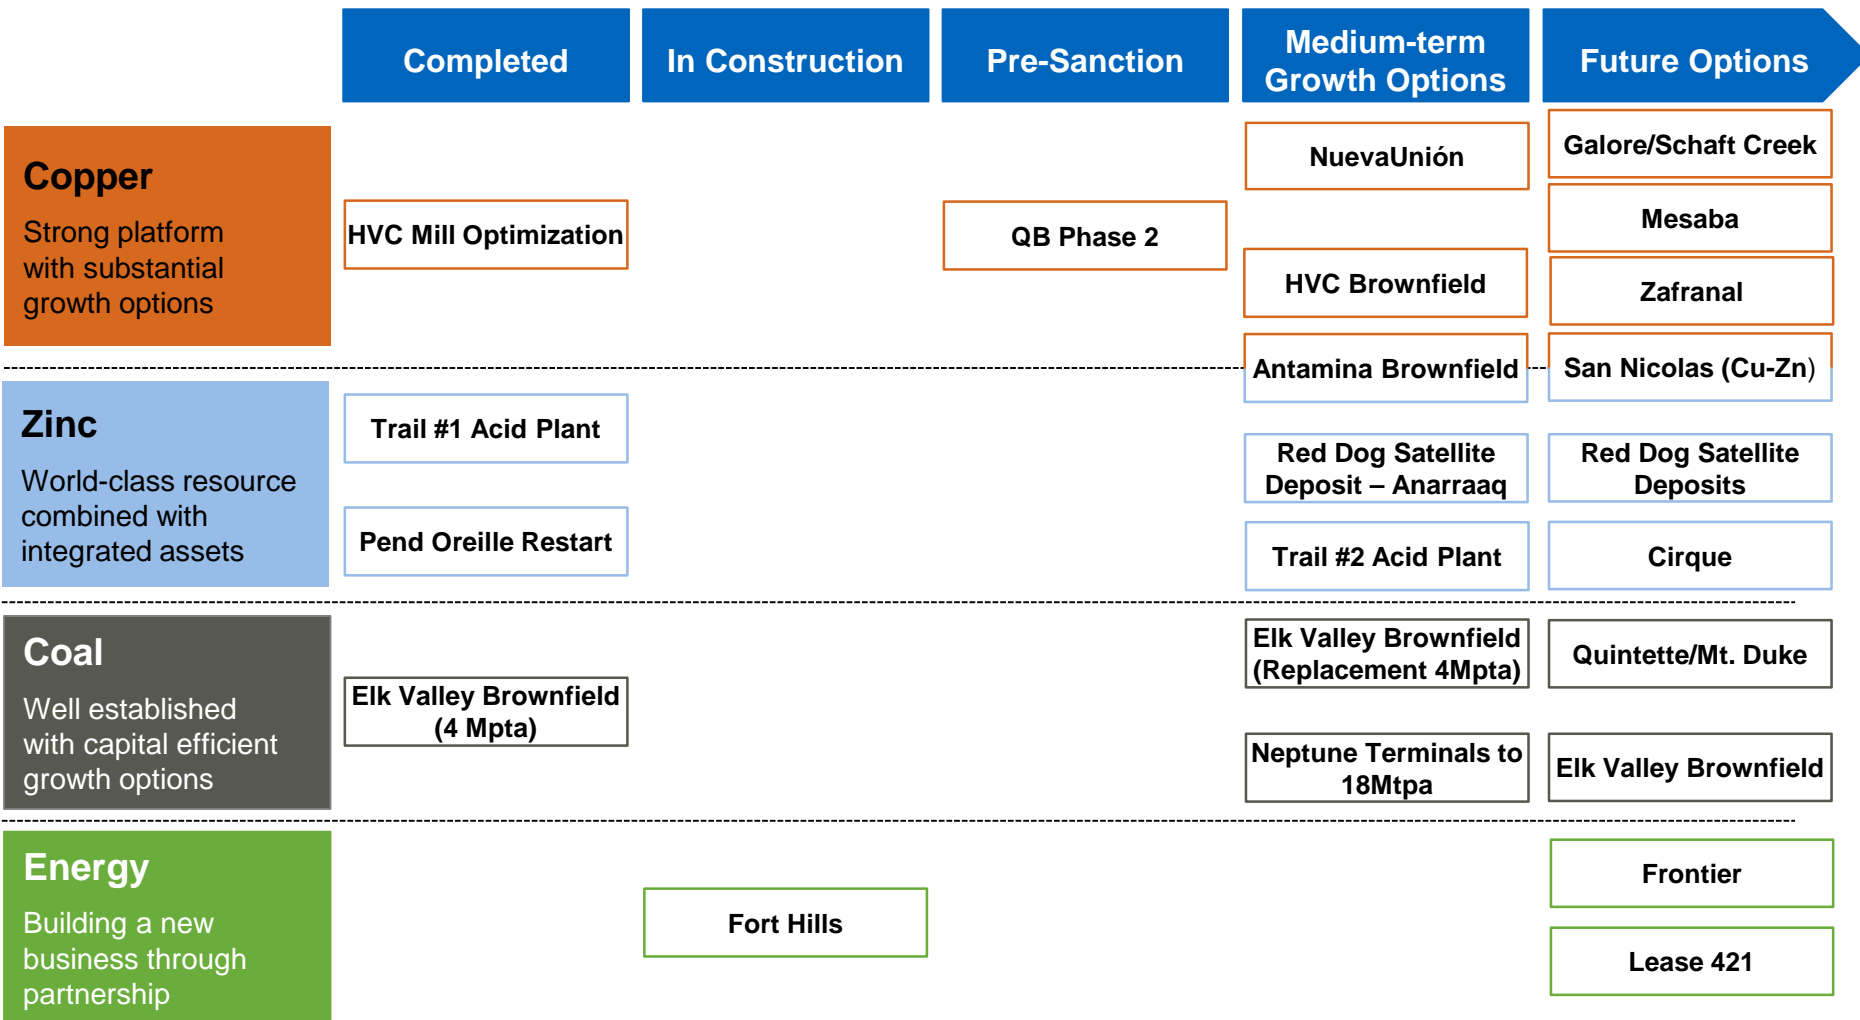 Completed
In Construction
Pre-Sanction
Medium-term
Growth Options
Future Options
Copper
Strong platform
with substantial
growth options
HVC Mill Optimization
QB Phase 2
NuevaUnión
HVC Brownfield
Antamina Brownfield
Galore/Schaft Creek
Mesaba
Zafranal
San Nicolas (Cu-Zn)
Zinc
World-class resource
combined with
integrated assets
Trail #1 Acid Plant
Pend Oreille Restart
Red Dog Satellite
Deposit – Anarraaq
Trail #2 Acid Plant
Red Dog Satellite
Deposits
Cirque
Coal
Well established
with capital efficient
growth options
Elk Valley Brownfield
(4 Mpta)
Elk Valley Brownfield
(Replacement 4Mpta)
Neptune Terminals to
18Mtpa
Quintette/Mt. Duke
Elk Valley Brownfield
Energy
Building a new
business through
partnership
Fort Hills
Frontier
Lease 421